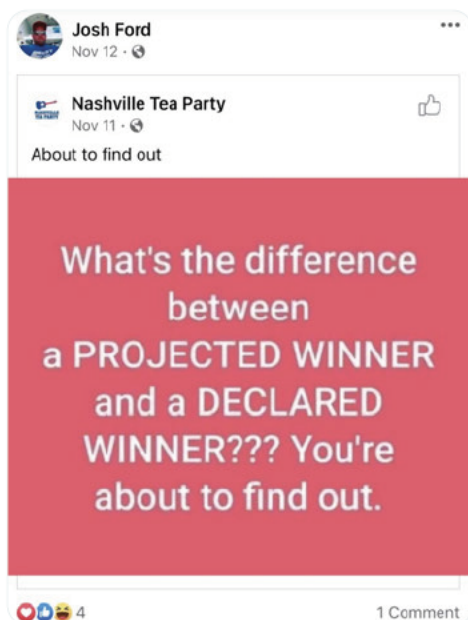 Josh Ford
Nov 12 ·
Nashville Tea Party
Nov 11 ·
About to find out
What's the difference
between
a PROJECTED WINNER
and a DECLARED
WINNER??? You're
about to find out.
4
1 Comment